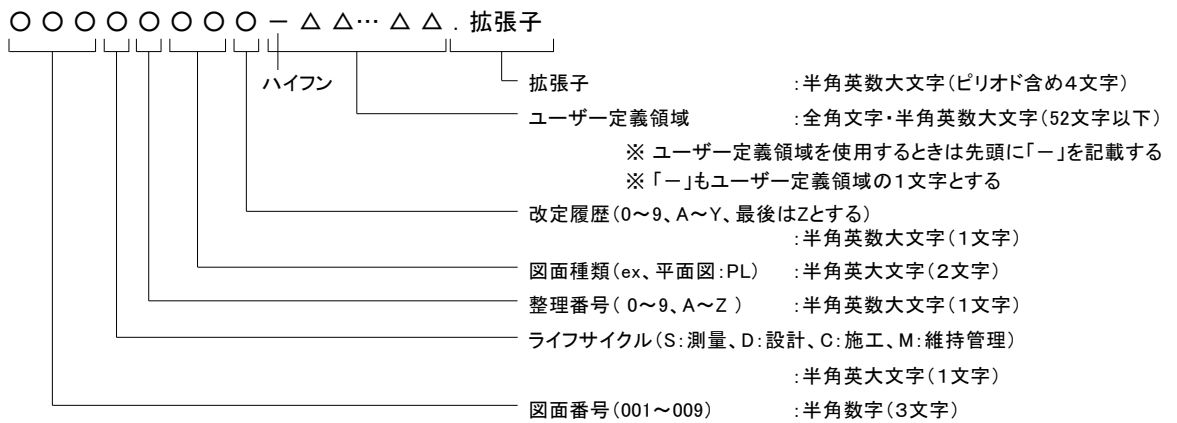 ○○○○○○○○－△△…△△．拡張子
ハイフン
拡張子 :半角英数大文字(ピリオド含め4文字)
ユーザー定義領域 :全角文字・半角英数大文字(52文字以下)
※ ユーザー定義領域を使用するときは先頭に「－」を記載する
※「－」もユーザー定義領域の1文字とする
改定履歴(0～9、A～Y、最後はZとする)
:半角英数大文字(1文字)
図面種類(ex、平面図:PL) :半角英大文字(2文字)
整理番号( 0～9、A～Z ) :半角英数大文字(1文字)
ライフサイクル(S:測量、D:設計、C:施工、M:維持管理)
:半角英大文字(1文字)
図面番号(001～009) :半角数字(3文字)